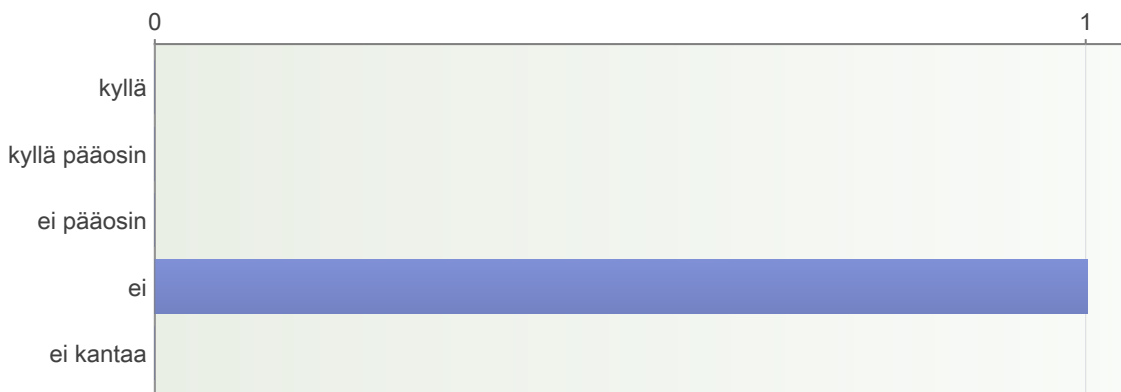 0 1
kyllä
kyllä pääosin
ei pääosin
ei
ei kantaa